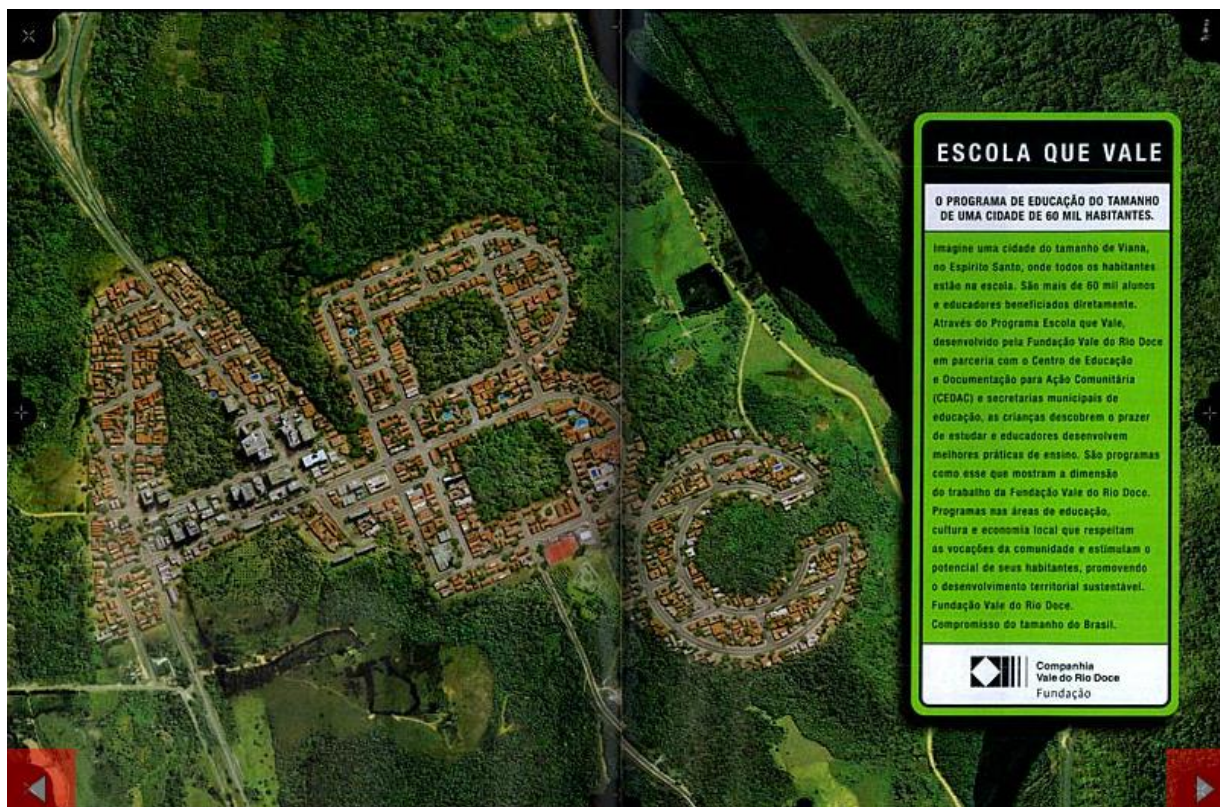 ABC
ESCOLA QUE VALE
O PROGRAMA DE EDUCAÇÃO DO TAMANHO
DE UMA CIDADE DE 60 MIL HABITANTES.
Imagine uma cidade do tamanho de Viana,
no Espírito Santo, onde todos os habitantes
estão na escola. São mais de 60 mil alunos
e educadores beneficiados diretamente.
Através do Programa Escola que Vale,
desenvolvido pela Fundação Vale do Rio Doce
em parceria com o Centro de Educação
e Documentação para Ação Comunitária
(CEDAC) e secretarias municipais de
educação, as crianças descobrem o prazer
de estudar e educadores desenvolvem
melhores práticas de ensino. São programas
como esse que mostram a dimensão
do trabalho da Fundação Vale do Rio Doce.
Programas nas áreas de educação,
cultura e economia local que respeitam
as vocações da comunidade e estimulam o
potencial de seus habitantes, promovendo
o desenvolvimento territorial sustentável.
Fundação Vale do Rio Doce.
Compromisso do tamanho do Brasil.
Companhia
Vale do Rio Doce
Fundação